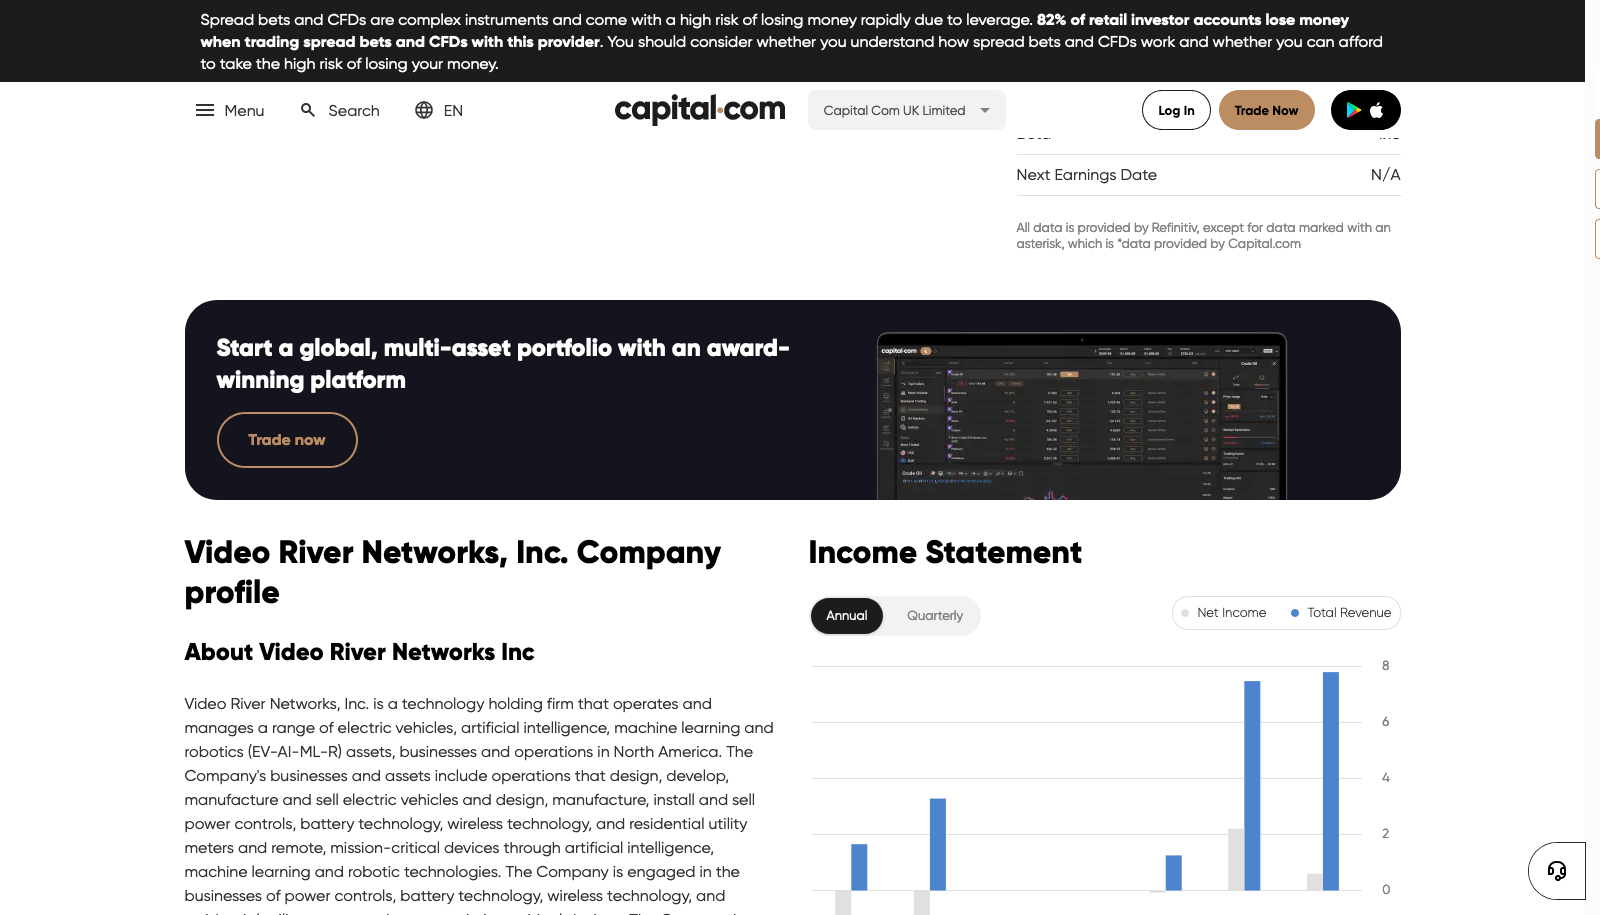 Spread bets and CFDs are complex instruments and come with a high risk of losing money rapidly due to leverage. 82% of retail investor accounts lose money
when trading spread bets and CFDs with this provider. You should consider whether you understand how spread bets and CFDs work and whether you can afford
to take the high risk of losing your money.
Menu
Search
EN
capital.com
Capital Com UK Limited
Log In
Trade Now
Next Earnings Date N/A
All data is provided by Refinitiv, except for data marked with an
asterisk, which is *data provided by Capital.com
Start a global, multi-asset portfolio with an award-
winning platform
Trade now
capital.com
Crude Oil
Video River Networks, Inc. Company
profile
About Video River Networks Inc
Video River Networks, Inc. is a technology holding firm that operates and
manages a range of electric vehicles, artificial intelligence, machine learning and
robotics (EV-AI-ML-R) assets, businesses and operations in North America. The
Company's businesses and assets include operations that design, develop,
manufacture and sell electric vehicles and design, manufacture, install and sell
power controls, battery technology, wireless technology, and residential utility
meters and remote, mission-critical devices through artificial intelligence,
machine learning and robotic technologies. The Company is engaged in the
businesses of power controls, battery technology, wireless technology, and
Income Statement
Annual
Quarterly
Net Income
Total Revenue
8
6
4
2
0